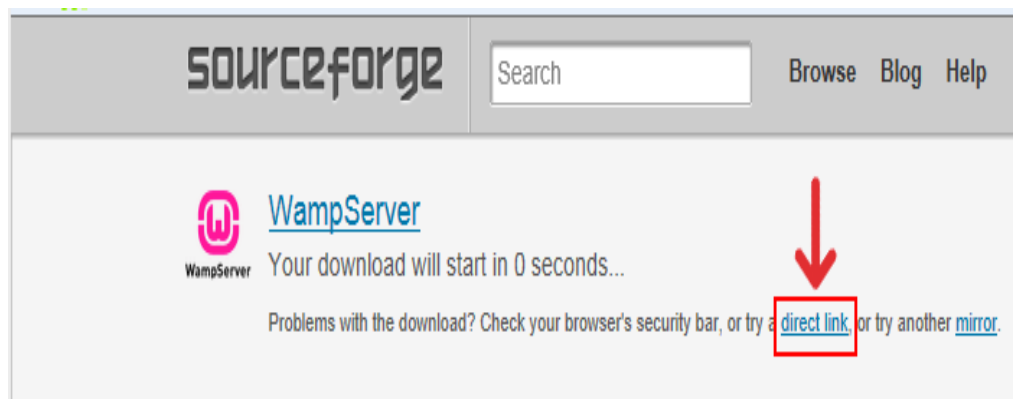 sourceforge Search Browse Blog Help
WampServer
WampServer
Your download will start in 0 seconds...
Problems with the download? Check your browser's security bar, or try a direct link, or try another mirror.